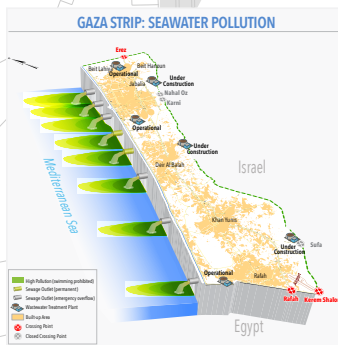 GAZA STRIP: SEAWATER POLLUTION
Erez
Beit Lahia
Beit Hanoun
Operational
Jabalia
Under
Construction
Nahal Oz
Karni
Operational
Under
Construction
Deir Al Balah
Israel
Mediterranean Sea
Khan Yunis
Under
Construction
Sufa
Operational
Rafah
Rafah
Kerem Shalo
Egypt
High Pollution (swimming prohibited)
Sewage Outlet (permanent)
Sewage Outlet (emergency overflow)
Wastewater Treatment Plant
Built-up Area
Crossing Point
Closed Crossing Point